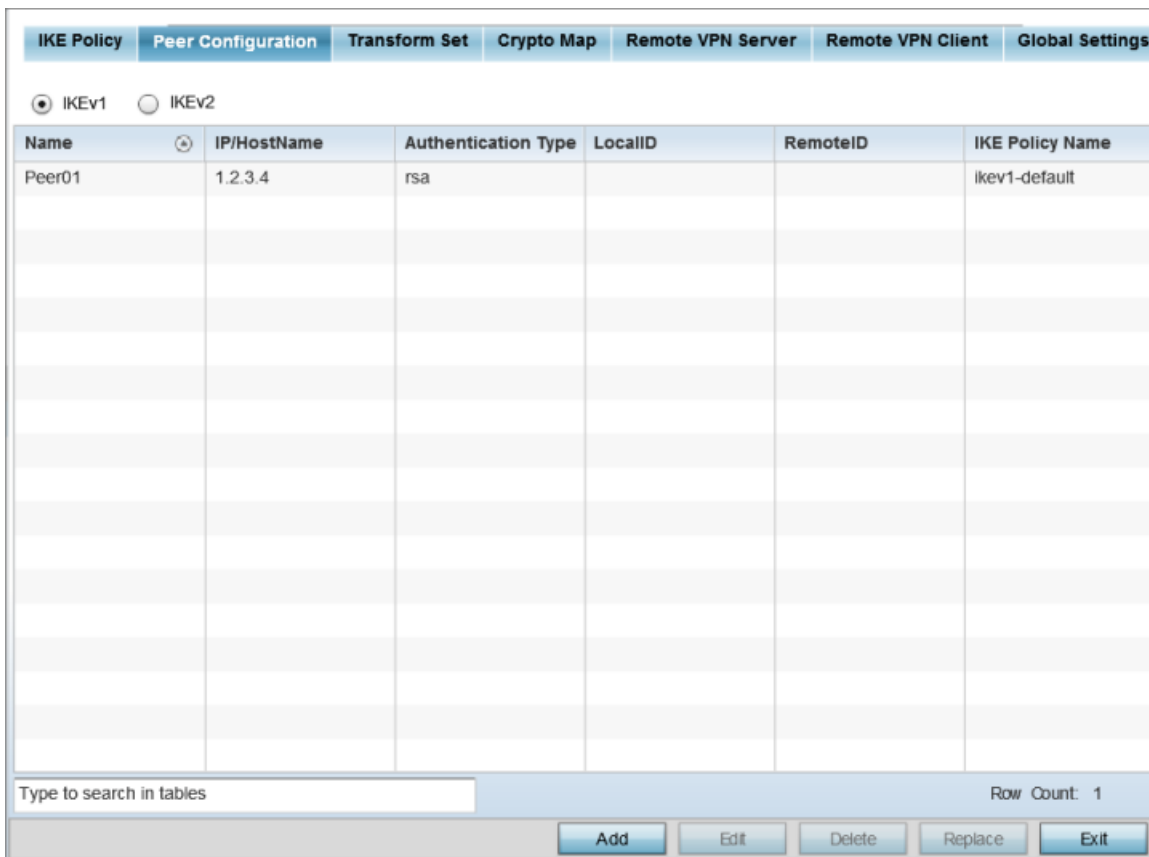 IKE Policy Peer Configuration Transform Set Crypto Map Remote VPN Server Remote VPN Client Global Settings
IKEv1 IKEv2
Name IP/HostName Authentication Type LocalID RemoteID IKE Policy Name
Peer01 1.2.3.4 rsa ikev1-default
Type to search in tables Row Count: 1
Add Edit Delete Replace Exit